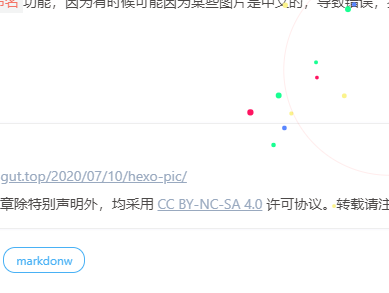 命名 功能，因为有时候可能因为某些图片是中文的，导致错误，
gut.top/2020/07/10/hexo-pic/
章除特别声明外，均采用 CC BY-NC-SA 4.0 许可协议。转载请注
markdonw